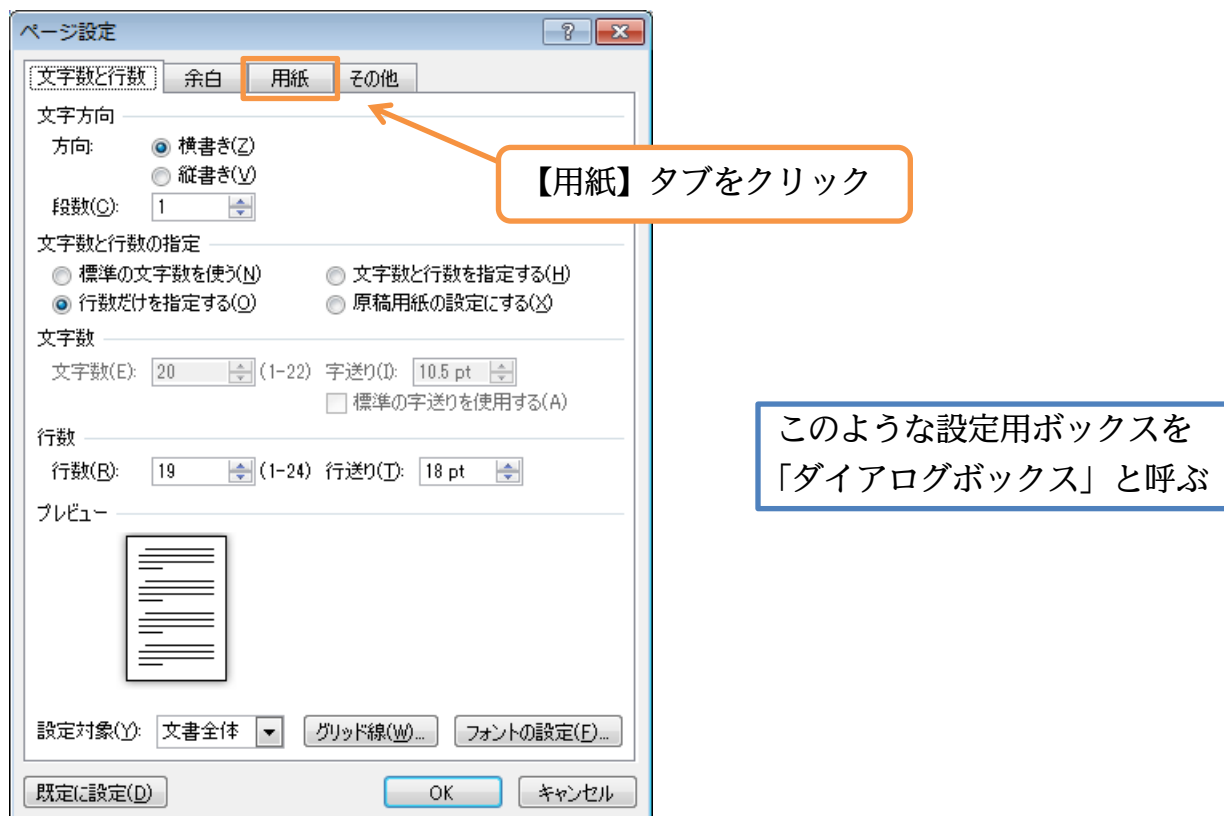 ページ設定
文字数と行数 余白 用紙 その他
文字方向
方向: 横書き(Z)
縦書き(V)
【用紙】タブをクリック
段数(C): 1
文字数と行数の指定
標準の文字数を使う(N) 文字数と行数を指定する(H)
行数だけを指定する(O) 原稿用紙の設定にする(X)
文字数
文字数(E): 20 (1-22) 字送り(I): 10.5 pt
標準の字送りを使用する(A)
行数
行数(R): 19 (1-24) 行送り(T): 18 pt
このような設定用ボックスを
「ダイアログボックス」と呼ぶ
プレビュー
設定対象(Y): 文書全体 グリッド線(W)... フォントの設定(F)...
既定に設定(D) OK キャンセル